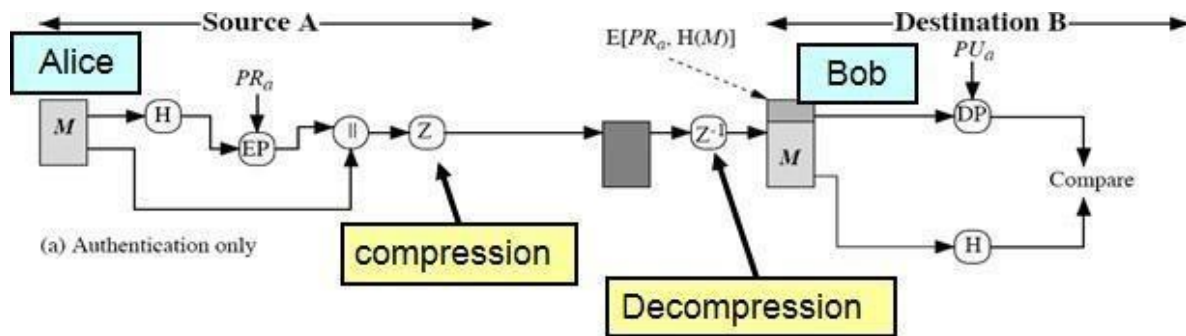 Source A
Destination B
E[PRₐ. H(M)]
PUₐ
Alice
Bob
PRₐ
M
H
EP
||
Z
Z⁻¹
M
DP
Compare
H
(a) Authentication only
compression
Decompression